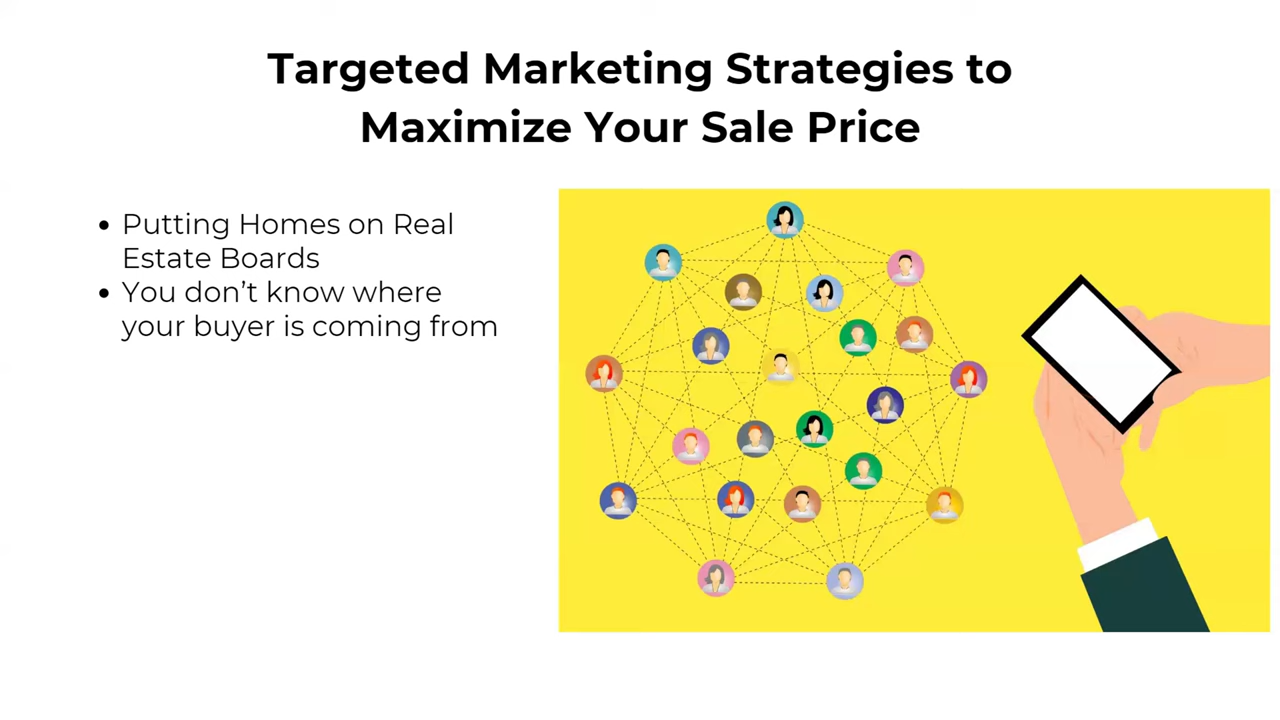 Targeted Marketing Strategies to
Maximize Your Sale Price
• Putting Homes on Real
Estate Boards
• You don’t know where
your buyer is coming from